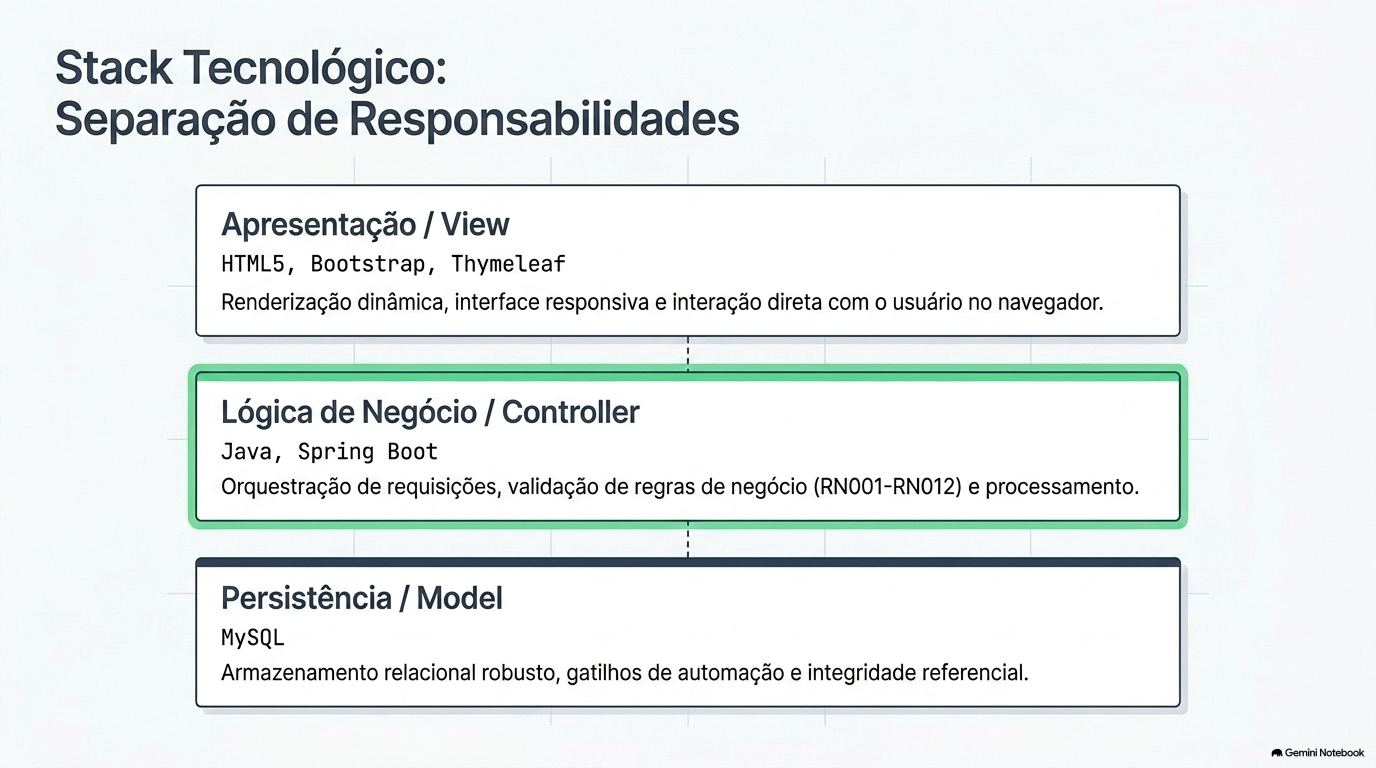 Stack Tecnológico:
Separação de Responsabilidades
Apresentação / View
HTML5, Bootstrap, Thymeleaf
Renderização dinâmica, interface responsiva e interação direta com o usuário no navegador.
Lógica de Negócio / Controller
Java, Spring Boot
Orquestração de requisições, validação de regras de negócio (RN001-RN012) e processamento.
Persistência / Model
MySQL
Armazenamento relacional robusto, gatilhos de automação e integridade referencial.
Gemini Notebook